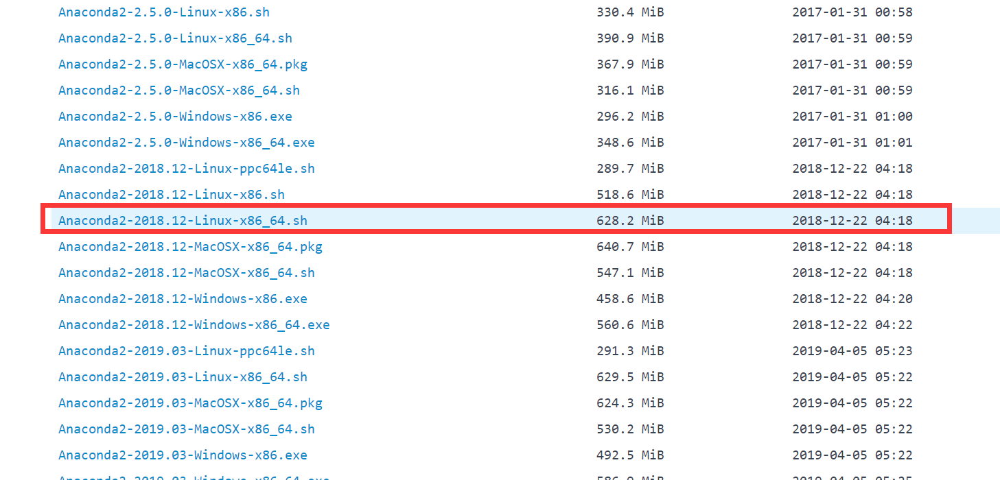 Anaconda2-2.5.0-Linux-x86.sh 330.4 MiB 2017-01-31 00:58
Anaconda2-2.5.0-Linux-x86_64.sh 390.9 MiB 2017-01-31 00:59
Anaconda2-2.5.0-MacOSX-x86_64.pkg 367.9 MiB 2017-01-31 00:59
Anaconda2-2.5.0-MacOSX-x86_64.sh 316.1 MiB 2017-01-31 00:59
Anaconda2-2.5.0-Windows-x86.exe 296.2 MiB 2017-01-31 01:00
Anaconda2-2.5.0-Windows-x86_64.exe 348.6 MiB 2017-01-31 01:01
Anaconda2-2018.12-Linux-ppc64le.sh 289.7 MiB 2018-12-22 04:18
Anaconda2-2018.12-Linux-x86.sh 518.6 MiB 2018-12-22 04:18
Anaconda2-2018.12-Linux-x86_64.sh 628.2 MiB 2018-12-22 04:18
Anaconda2-2018.12-MacOSX-x86_64.pkg 640.7 MiB 2018-12-22 04:18
Anaconda2-2018.12-MacOSX-x86_64.sh 547.1 MiB 2018-12-22 04:18
Anaconda2-2018.12-Windows-x86.exe 458.6 MiB 2018-12-22 04:20
Anaconda2-2018.12-Windows-x86_64.exe 560.6 MiB 2018-12-22 04:22
Anaconda2-2019.03-Linux-ppc64le.sh 291.3 MiB 2019-04-05 05:23
Anaconda2-2019.03-Linux-x86_64.sh 629.5 MiB 2019-04-05 05:22
Anaconda2-2019.03-MacOSX-x86_64.pkg 624.3 MiB 2019-04-05 05:22
Anaconda2-2019.03-MacOSX-x86_64.sh 530.2 MiB 2019-04-05 05:22
Anaconda2-2019.03-Windows-x86.exe 492.5 MiB 2019-04-05 05:22